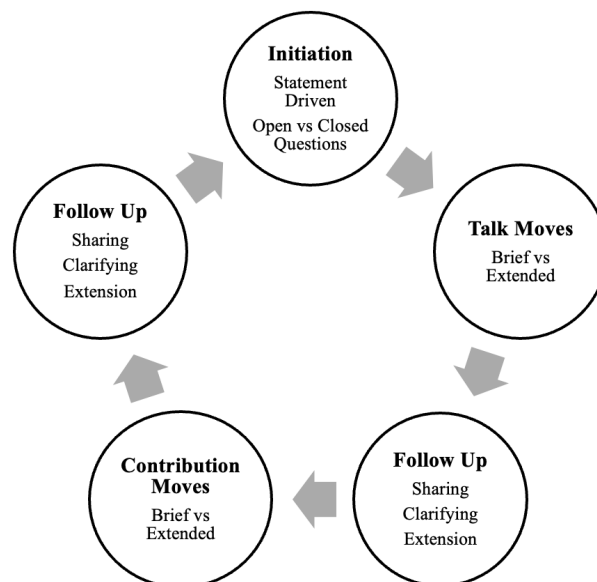 Initiation
Statement
Driven
Open vs Closed
Questions
Talk Moves
Brief vs
Extended
Follow Up
Sharing
Clarifying
Extension
Contribution
Moves
Brief vs
Extended
Follow Up
Sharing
Clarifying
Extension